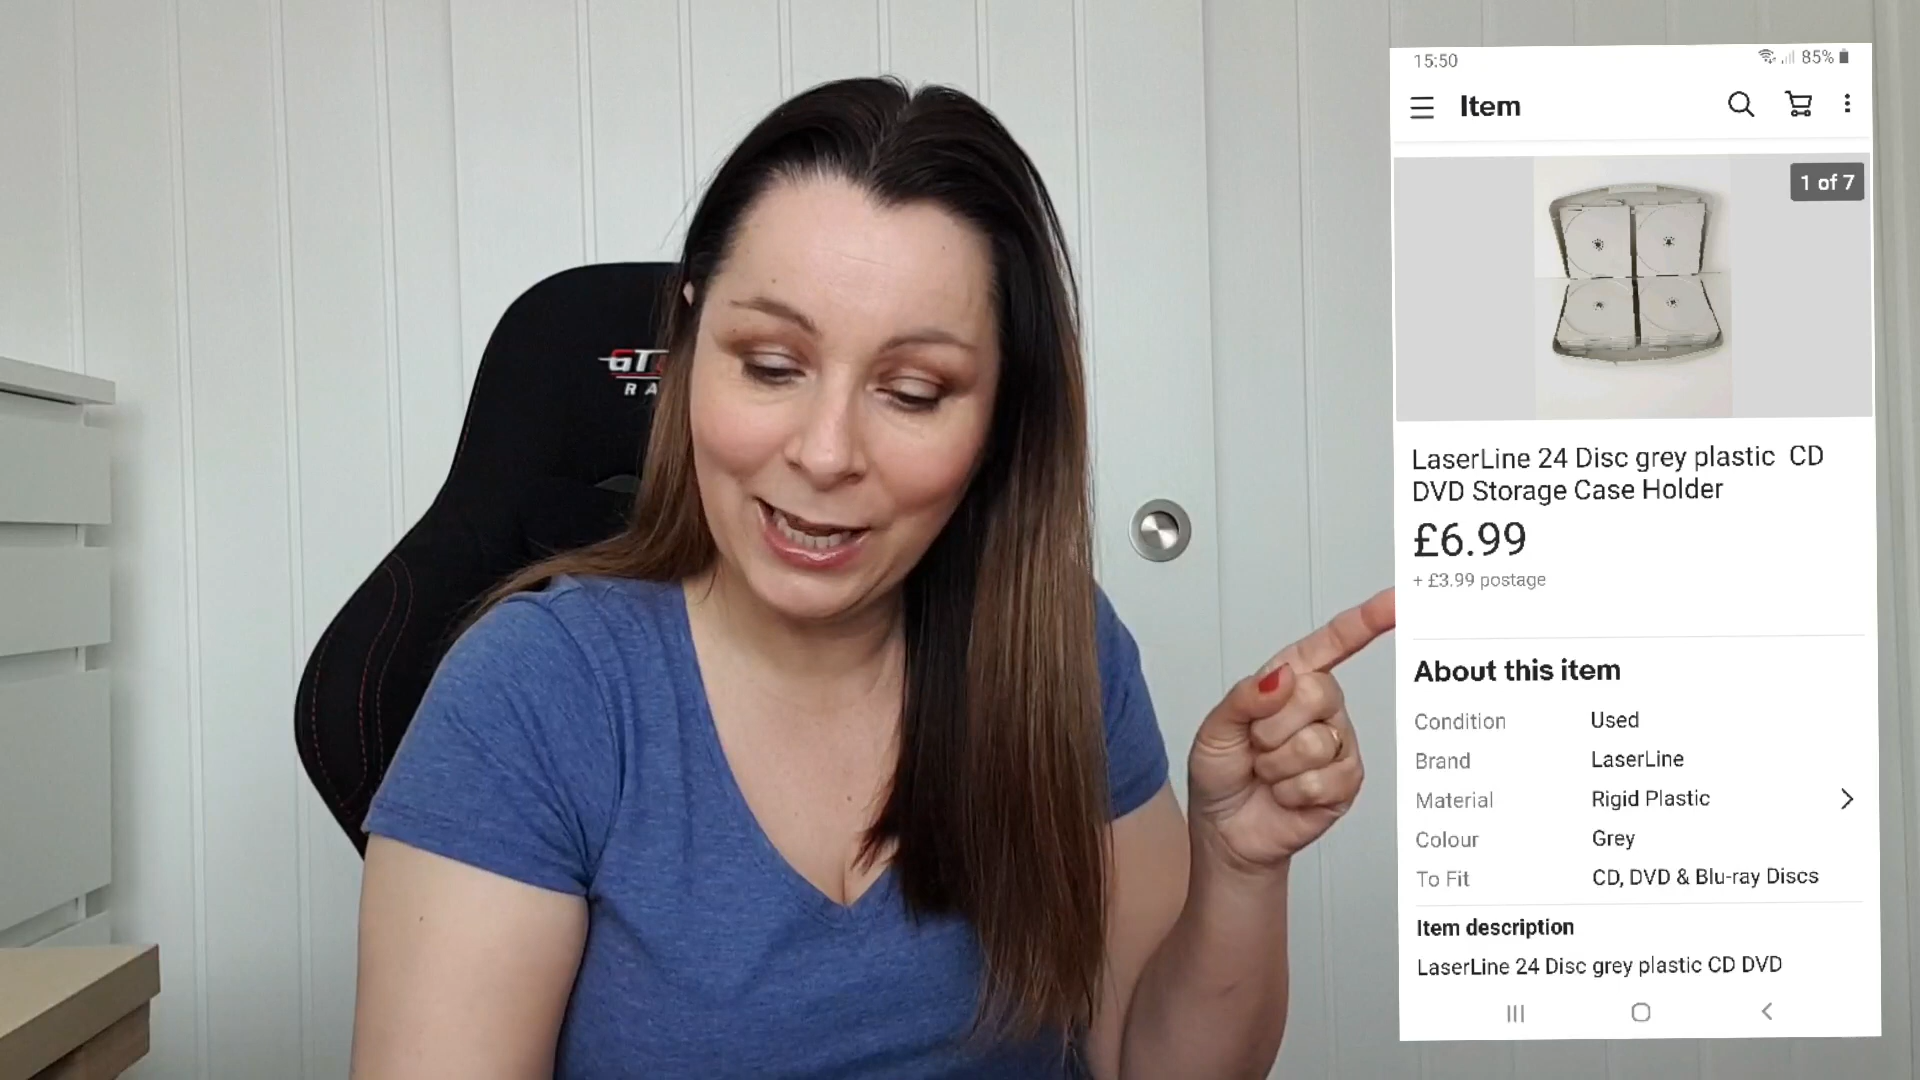 15:50
85%
Item
1 of 7
LaserLine 24 Disc grey plastic CD
DVD Storage Case Holder
£6.99
+ £3.99 postage
About this item
Condition Used
Brand LaserLine
Material Rigid Plastic
Colour Grey
To Fit CD, DVD & Blu-ray Discs
Item description
LaserLine 24 Disc grey plastic CD DVD
GT
RA